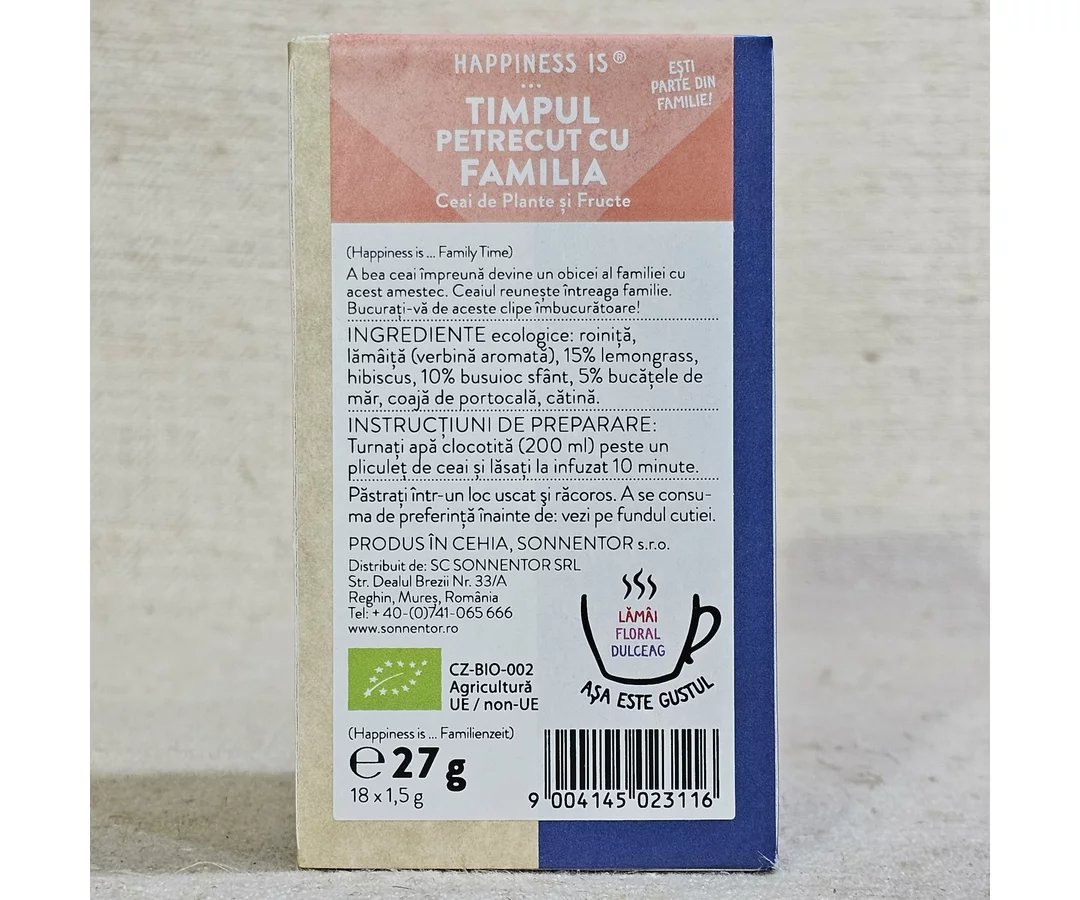 HAPPINESS IS®
...
TIMPUL
PETRECUT CU
FAMILIA
Ceai de Plante și Fructe
EȘTI
PARTE DIN
FAMILIE!
(Happiness is ... Family Time)
A bea ceai împreună devine un obicei al familiei cu
acest amestec. Ceaiul reunește întreaga familie.
Bucurați-vă de aceste clipe îmbucurătoare!
INGREDIENTE ecologice: roiniță,
lămâiță (verbină aromată), 15% lemongrass,
hibiscus, 10% busuioc sfânt, 5% bucățele de
măr, coajă de portocală, cătină.
INSTRUCȚIUNI DE PREPARARE:
Turnați apă clocotită (200 ml) peste un
pliculeț de ceai și lăsați la infuzat 10 minute.
Păstrați într-un loc uscat şi răcoros. A se consu-
ma de preferință înainte de: vezi pe fundul cutiei.
PRODUS ÎN CEHIA, SONNENTOR s.r.o.
Distribuit de: SC SONNENTOR SRL
Str. Dealul Brezii Nr. 33/A
Reghin, Mureș, România
Tel: + 40-(0)741-065 666
www.sonnentor.ro
LĂMÂI
FLORAL
DULCEAG
AȘA ESTE GUSTUL
CZ-BIO-002
Agricultură
UE / non-UE
(Happiness is ... Familienzeit)
℮ 27 g
18 x 1,5 g
9 004145 023116